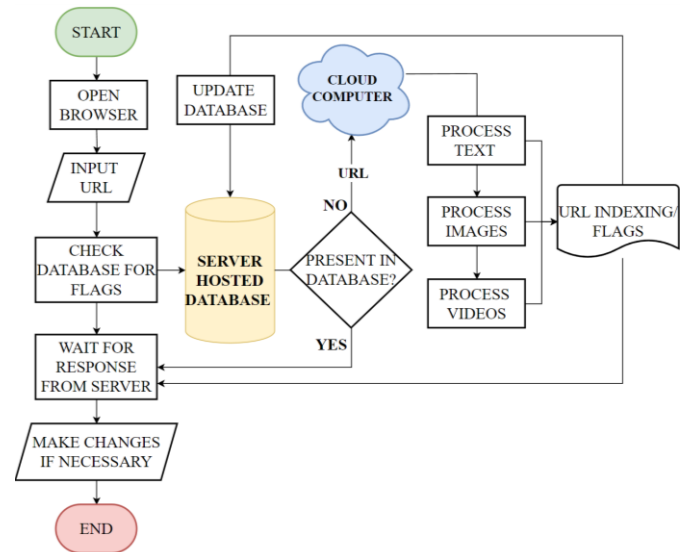 START
OPEN
BROWSER
INPUT
URL
CHECK
DATABASE FOR
FLAGS
WAIT FOR
RESPONSE
FROM SERVER
MAKE CHANGES
IF NECESSARY
END
UPDATE
DATABASE
SERVER
HOSTED
DATABASE
PRESENT IN
DATABASE?
NO
URL
YES
CLOUD
COMPUTER
PROCESS
TEXT
PROCESS
IMAGES
PROCESS
VIDEOS
URL INDEXING/
FLAGS